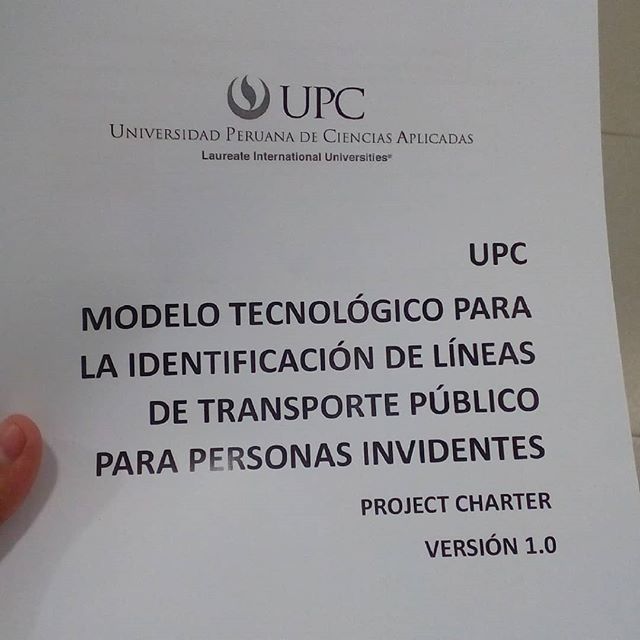 UPC
UNIVERSIDAD PERUANA DE CIENCIAS APLICADAS
Laureate International Universities®
UPC
MODELO TECNOLÓGICO PARA
LA IDENTIFICACIÓN DE LÍNEAS
DE TRANSPORTE PÚBLICO
PARA PERSONAS INVIDENTES
PROJECT CHARTER
VERSIÓN 1.0